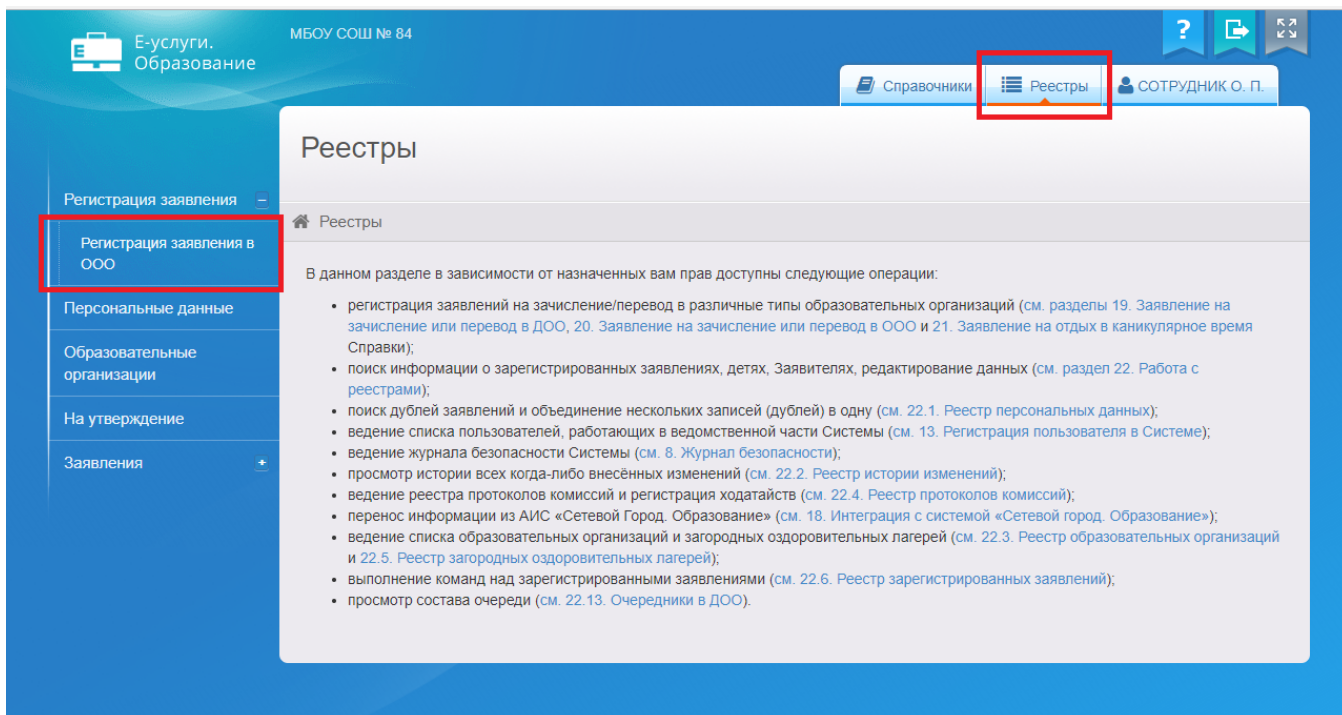 Е-услуги.
Образование
МБОУ СОШ № 84
?
Справочники
Реестры
СОТРУДНИК О. П.
Реестры
Регистрация заявления
Регистрация заявления в
ООО
Персональные данные
Образовательные
организации
На утверждение
Заявления
Реестры
В данном разделе в зависимости от назначенных вам прав доступны следующие операции:
• регистрация заявлений на зачисление/перевод в различные типы образовательных организаций (см. разделы 19. Заявление на
зачисление или перевод в ДОО, 20. Заявление на зачисление или перевод в ООО и 21. Заявление на отдых в каникулярное время
Справки);
• поиск информации о зарегистрированных заявлениях, детях, Заявителях, редактирование данных (см. раздел 22. Работа с
реестрами);
• поиск дублей заявлений и объединение нескольких записей (дублей) в одну (см. 22.1. Реестр персональных данных);
• ведение списка пользователей, работающих в ведомственной части Системы (см. 13. Регистрация пользователя в Системе);
• ведение журнала безопасности Системы (см. 8. Журнал безопасности);
• просмотр истории всех когда-либо внесённых изменений (см. 22.2. Реестр истории изменений);
• ведение реестра протоколов комиссий и регистрация ходатайств (см. 22.4. Реестр протоколов комиссий);
• перенос информации из АИС «Сетевой Город. Образование» (см. 18. Интеграция с системой «Сетевой город. Образование»);
• ведение списка образовательных организаций и загородных оздоровительных лагерей (см. 22.3. Реестр образовательных организаций
и 22.5. Реестр загородных оздоровительных лагерей);
• выполнение команд над зарегистрированными заявлениями (см. 22.6. Реестр зарегистрированных заявлений);
• просмотр состава очереди (см. 22.13. Очередники в ДОО).